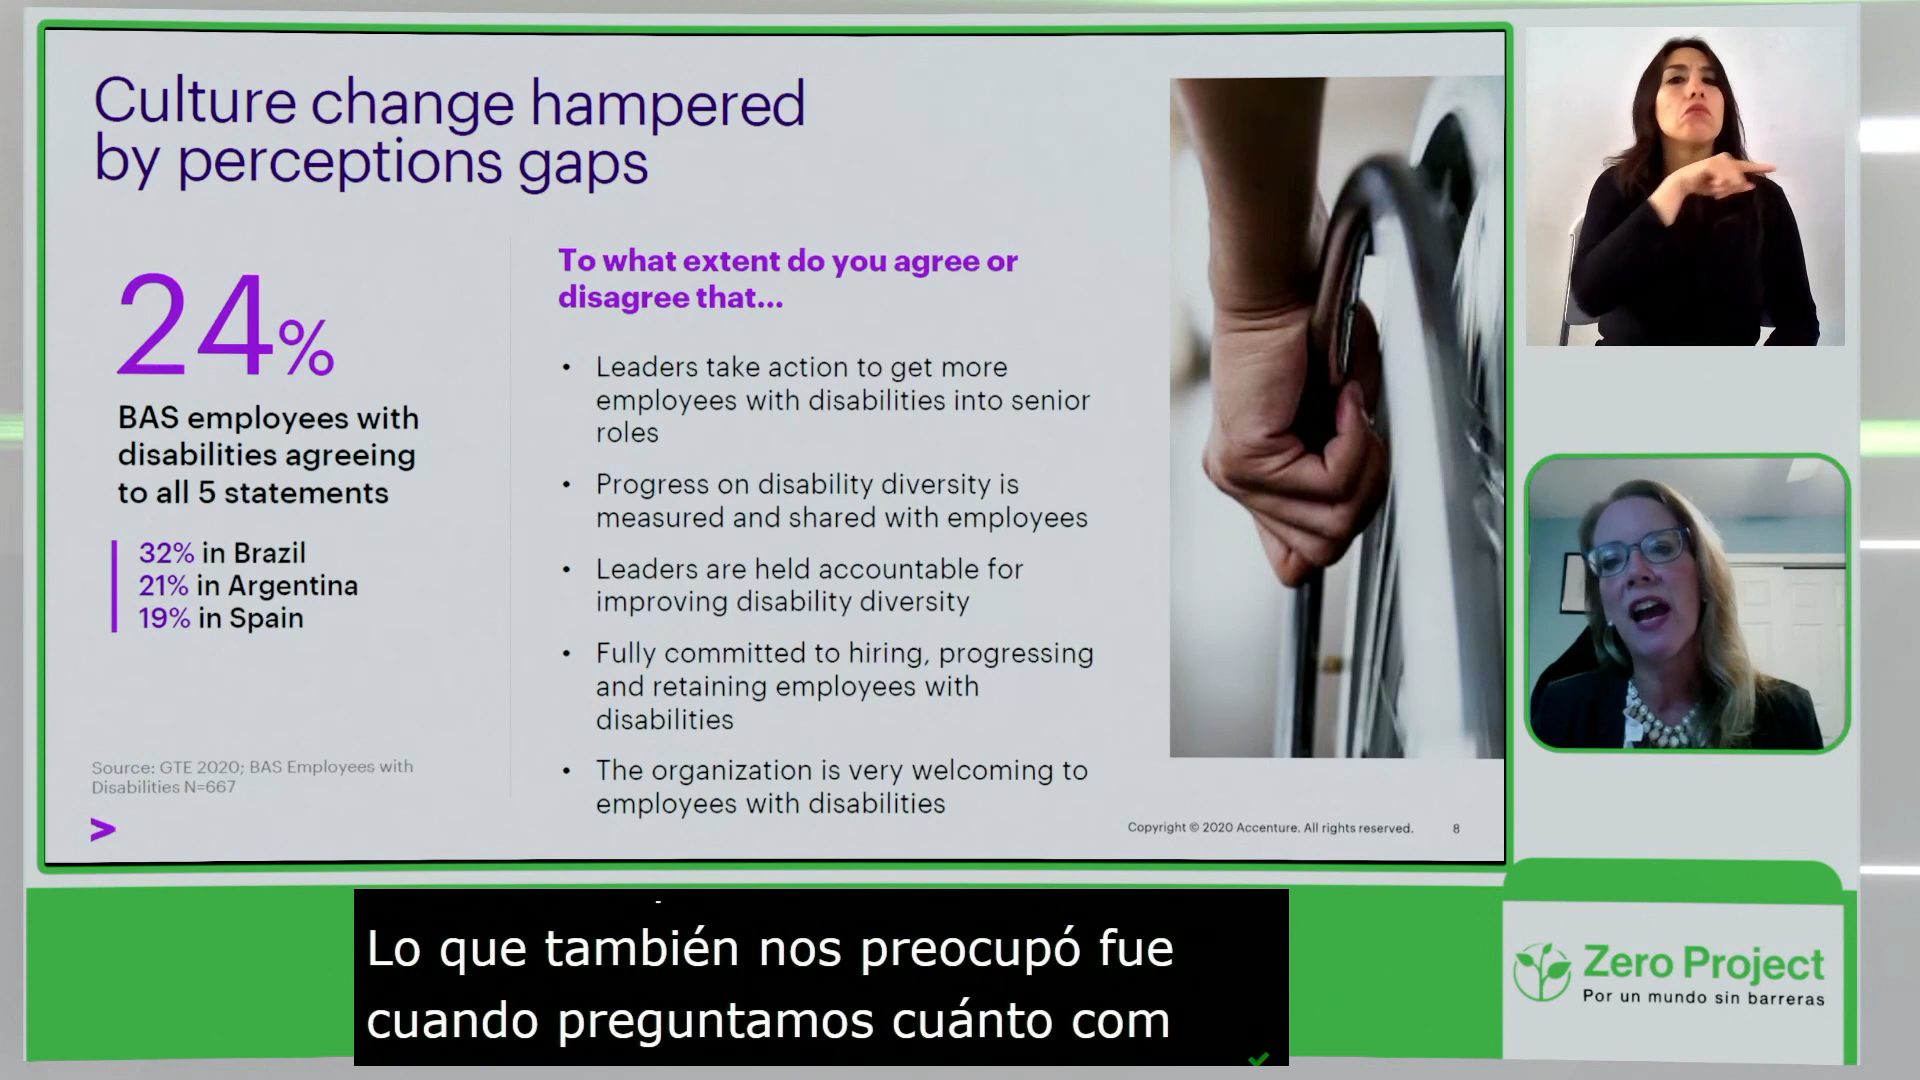 Culture change hampered
by perceptions gaps
24%
BAS employees with
disabilities agreeing
to all 5 statements
32% in Brazil
21% in Argentina
19% in Spain
Source: GTE 2020; BAS Employees with
Disabilities N=667
>
To what extent do you agree or
disagree that...
• Leaders take action to get more
employees with disabilities into senior
roles
• Progress on disability diversity is
measured and shared with employees
• Leaders are held accountable for
improving disability diversity
• Fully committed to hiring, progressing
and retaining employees with
disabilities
• The organization is very welcoming to
employees with disabilities
Copyright © 2020 Accenture. All rights reserved. 8
Lo que también nos preocupó fue
cuando preguntamos cuánto com
Zero Project
Por un mundo sin barreras